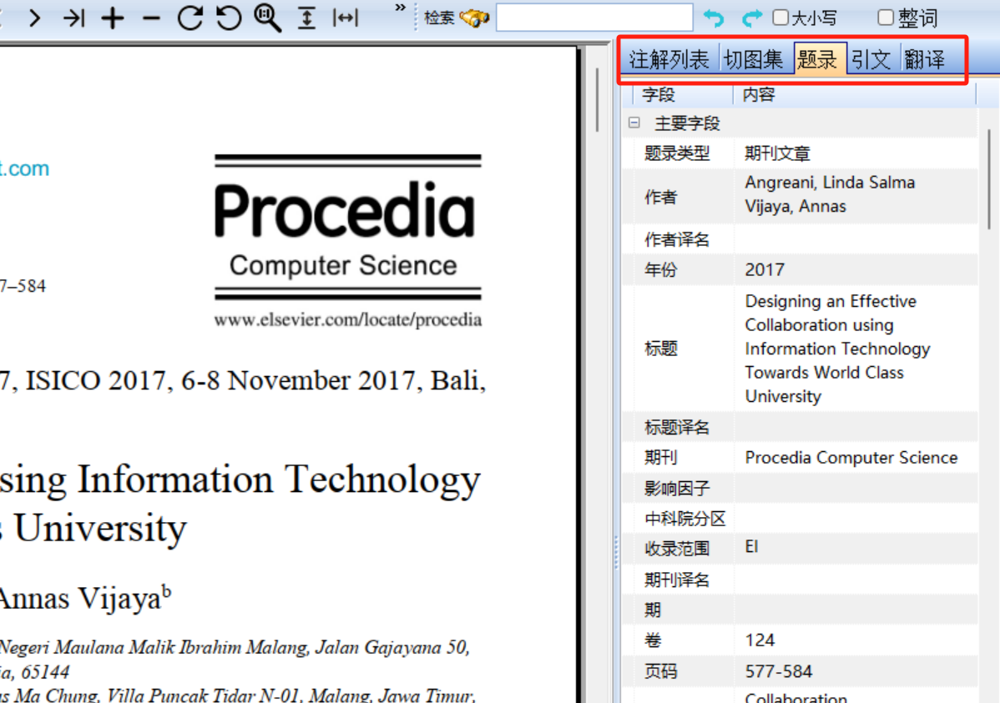 检索
大小写
整词
注解列表 切图集 题录 引文 翻译
字段 内容
主要字段
题录类型 期刊文章
作者 Angreani, Linda Salma
Vijaya, Annas
作者译名
年份 2017
标题 Designing an Effective
Collaboration using
Information Technology
Towards World Class
University
标题译名
期刊 Procedia Computer Science
影响因子
中科院分区
收录范围 EI
期刊译名
期
卷 124
页码 577-584
Collaboration
t.com
Procedia
Computer Science
7–584
www.elsevier.com/locate/procedia
7, ISICO 2017, 6-8 November 2017, Bali,
sing Information Technology
s University
Annas Vijayaᵇ
Negeri Maulana Malik Ibrahim Malang, Jalan Gajayana 50,
ia, 65144
as Ma Chung, Villa Puncak Tidar N-01, Malang, Jawa Timur,